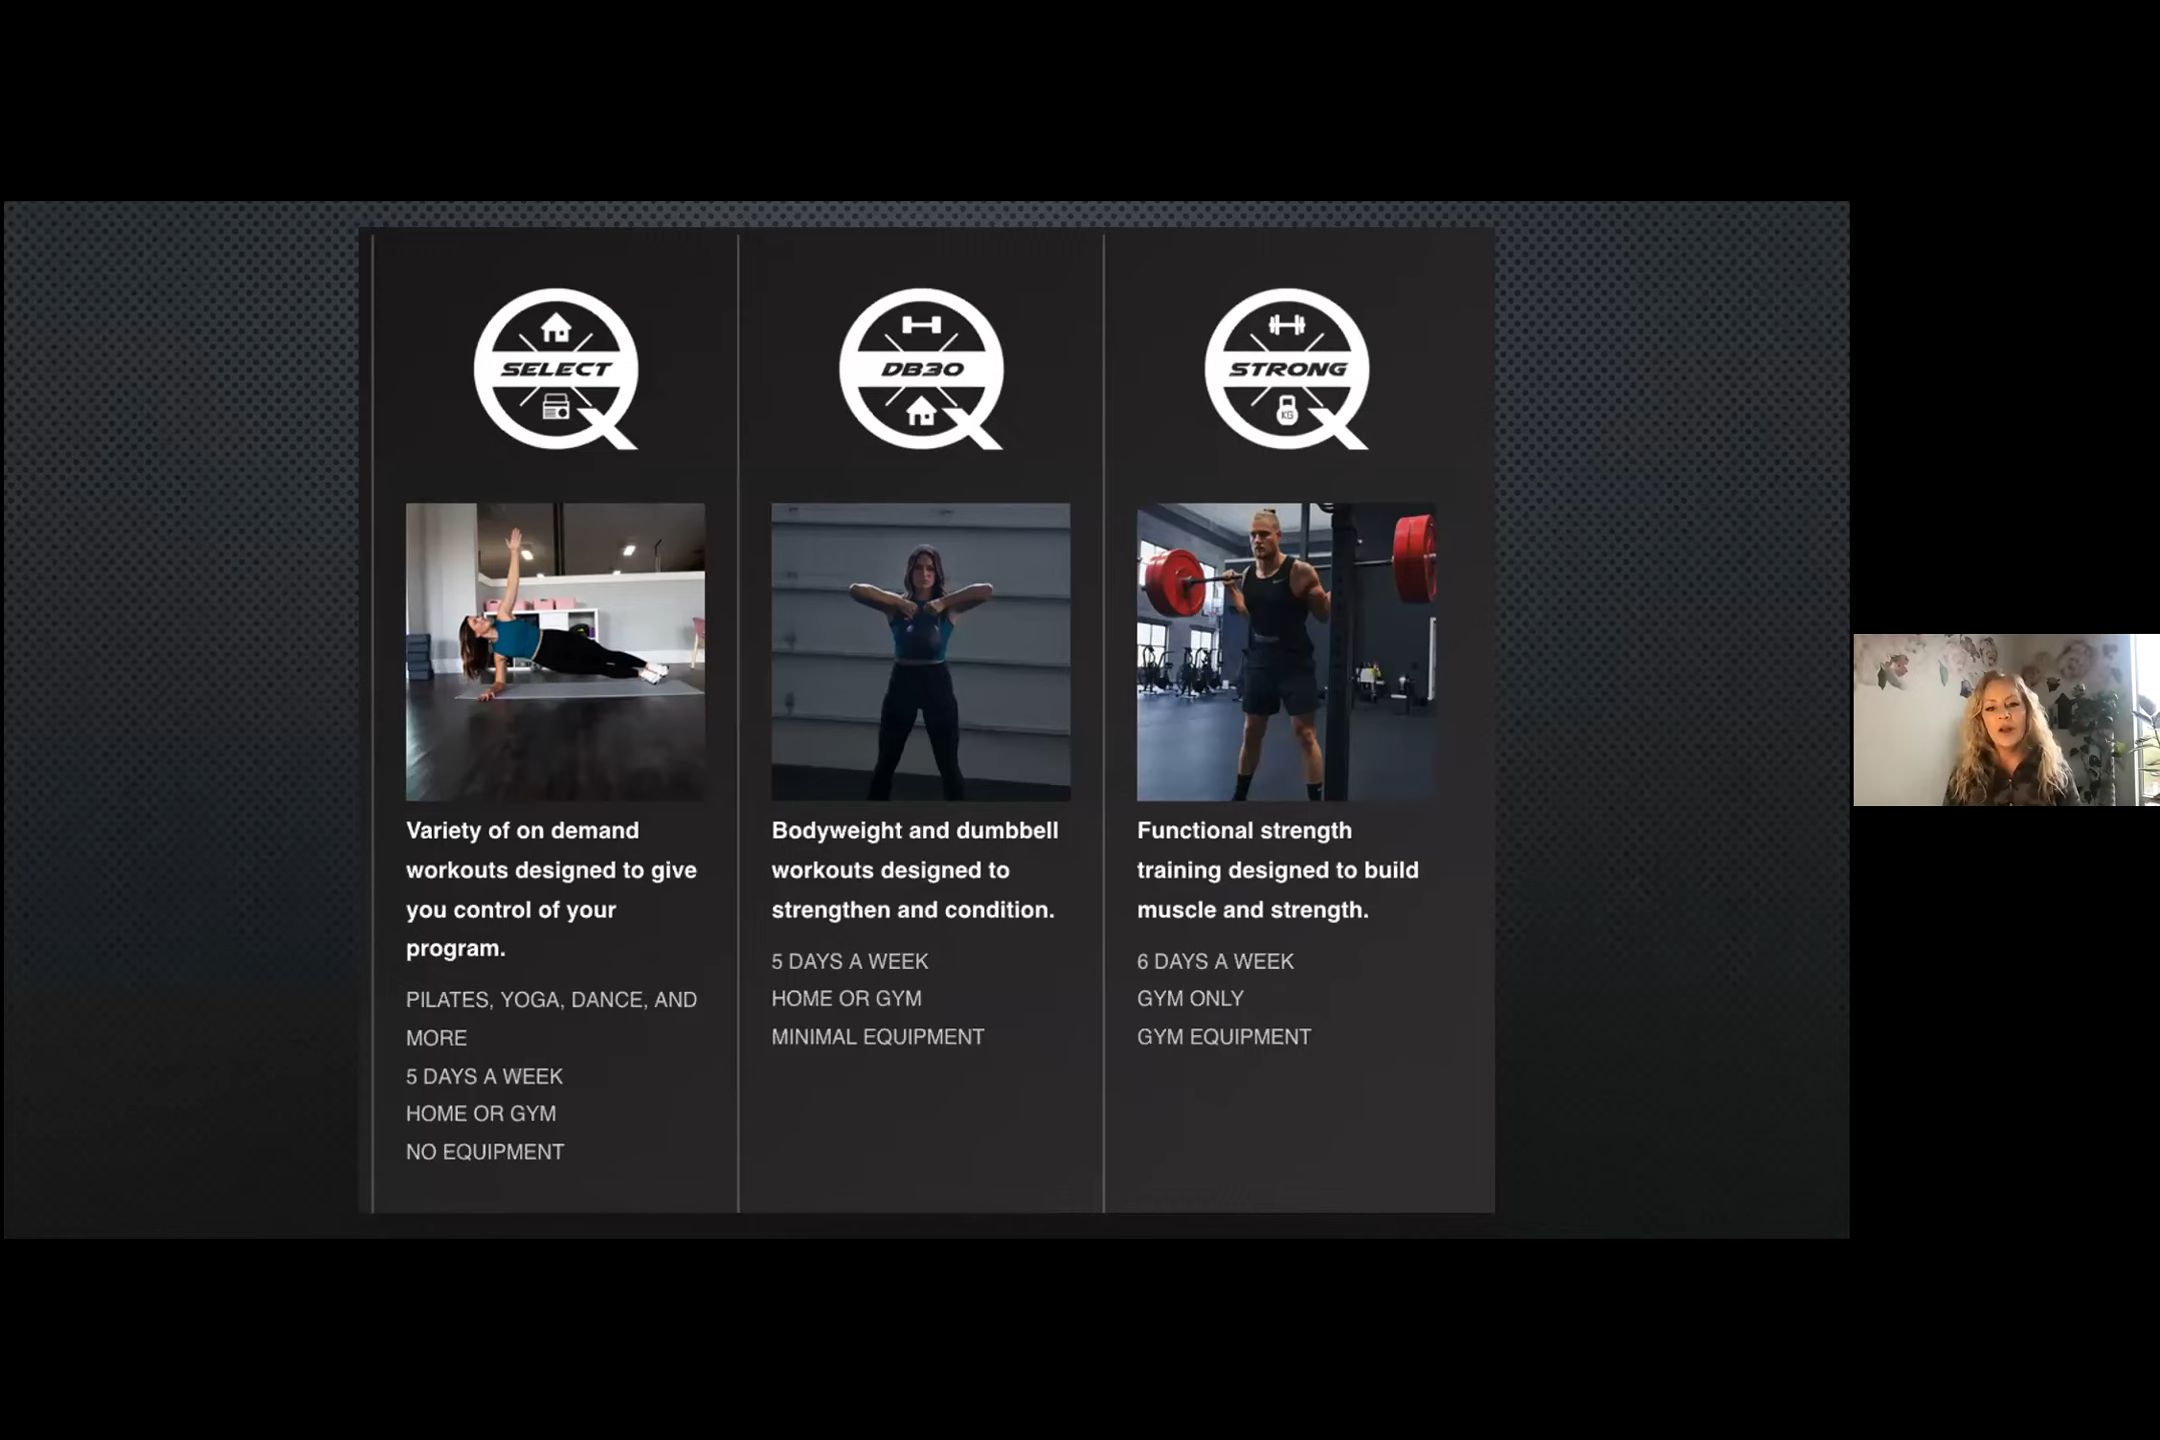 SELECT
Variety of on demand
workouts designed to give
you control of your
program.
PILATES, YOGA, DANCE, AND
MORE
5 DAYS A WEEK
HOME OR GYM
NO EQUIPMENT
DB30
Bodyweight and dumbbell
workouts designed to
strengthen and condition.
5 DAYS A WEEK
HOME OR GYM
MINIMAL EQUIPMENT
STRONG
KG
Functional strength
training designed to build
muscle and strength.
6 DAYS A WEEK
GYM ONLY
GYM EQUIPMENT